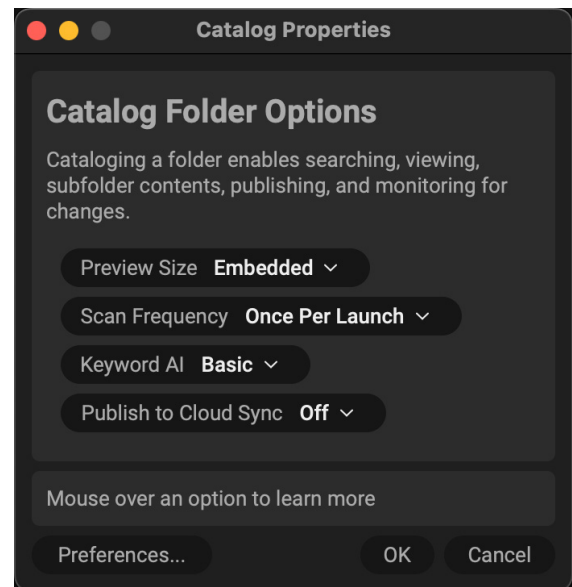 Catalog Properties
Catalog Folder Options
Cataloging a folder enables searching, viewing,
subfolder contents, publishing, and monitoring for
changes.
Preview Size Embedded
Scan Frequency Once Per Launch
Keyword AI Basic
Publish to Cloud Sync Off
Mouse over an option to learn more
Preferences... OK Cancel